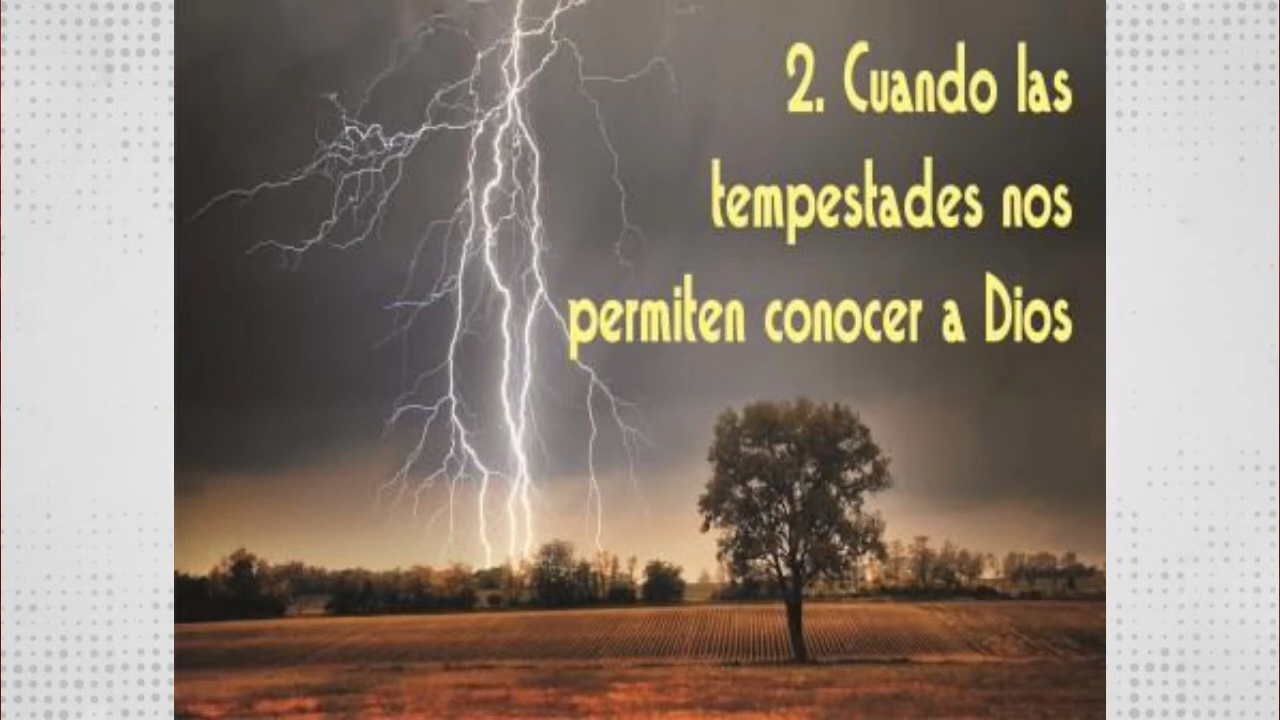 2. Cuando las
tempestades nos
permiten conocer a Dios